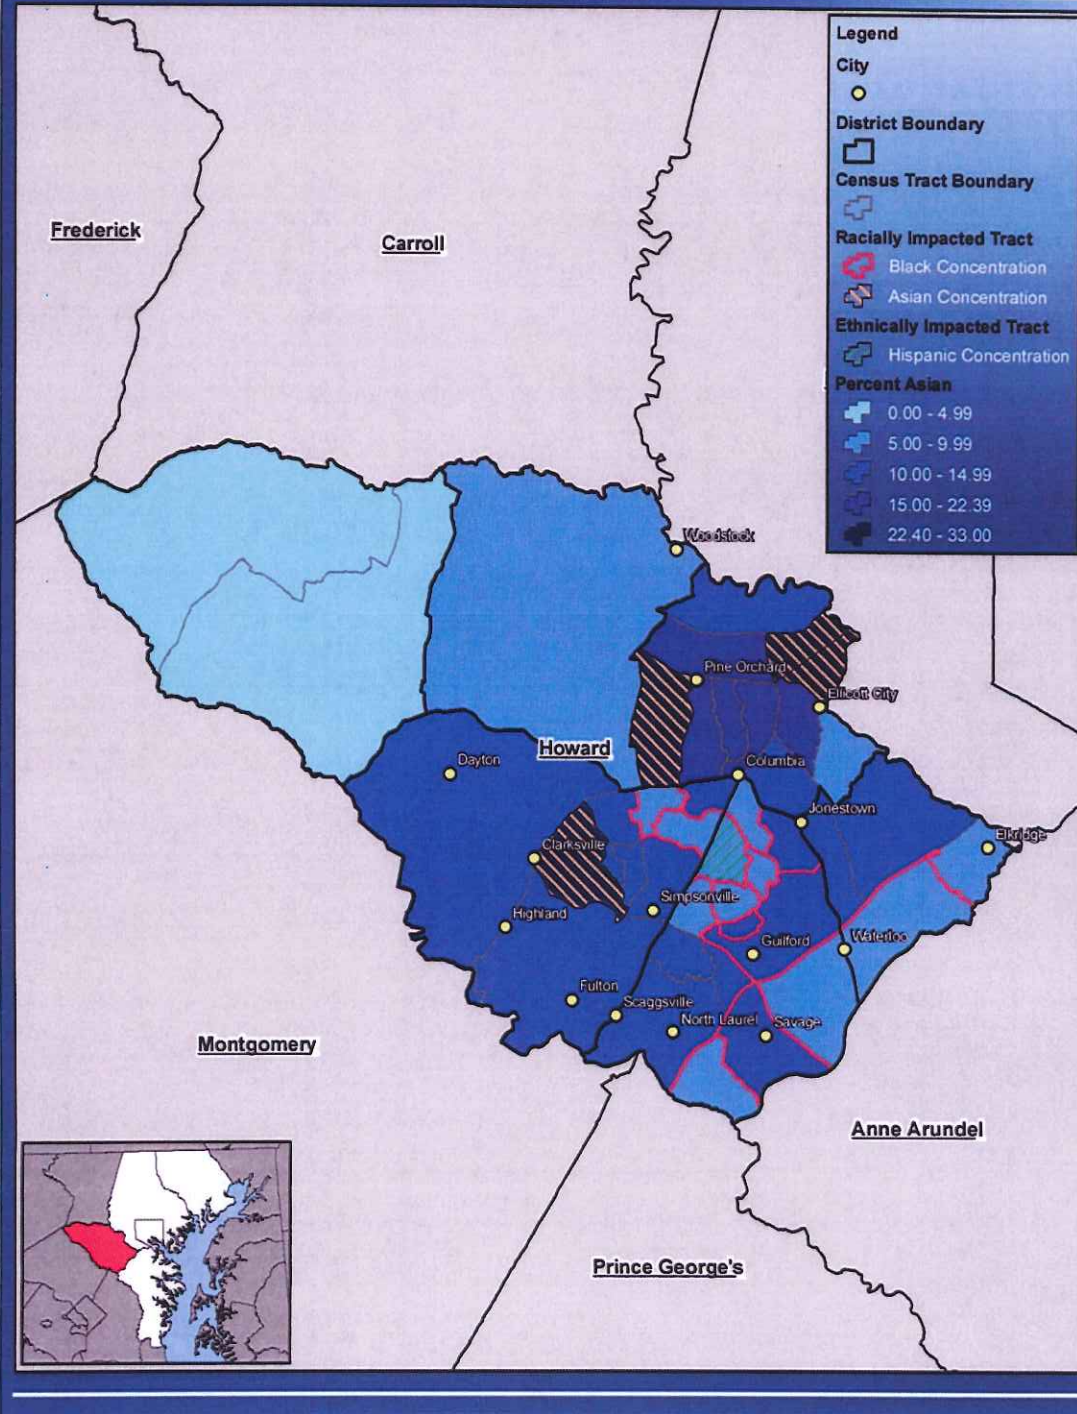 Legend
City
District Boundary
Census Tract Boundary
Racially Impacted Tract
Black Concentration
Asian Concentration
Ethnically Impacted Tract
Hispanic Concentration
Percent Asian
0.00 - 4.99
5.00 - 9.99
10.00 - 14.99
15.00 - 22.39
22.40 - 33.00
Frederick
Carroll
Woodstock
Pine Orchard
Ellicott City
Howard
Dayton
Columbia
Jonestown
Elkridge
Clarksville
Simpsonville
Highland
Guilford
Waterloo
Fulton
Scaggsville
North Laurel
Savage
Montgomery
Anne Arundel
Prince George's